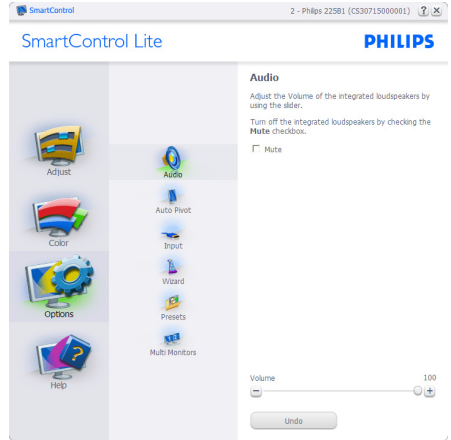 SmartControl
2 - Philips 225B1 (CS30715000001)
SmartControl Lite
PHILIPS
Adjust
Color
Options
Help
Audio
Auto Pivot
Input
Wizard
Presets
Multi Monitors
Audio
Adjust the Volume of the integrated loudspeakers by
using the slider.
Turn off the integrated loudspeakers by checking the
Mute checkbox.
Mute
Volume
100
Undo